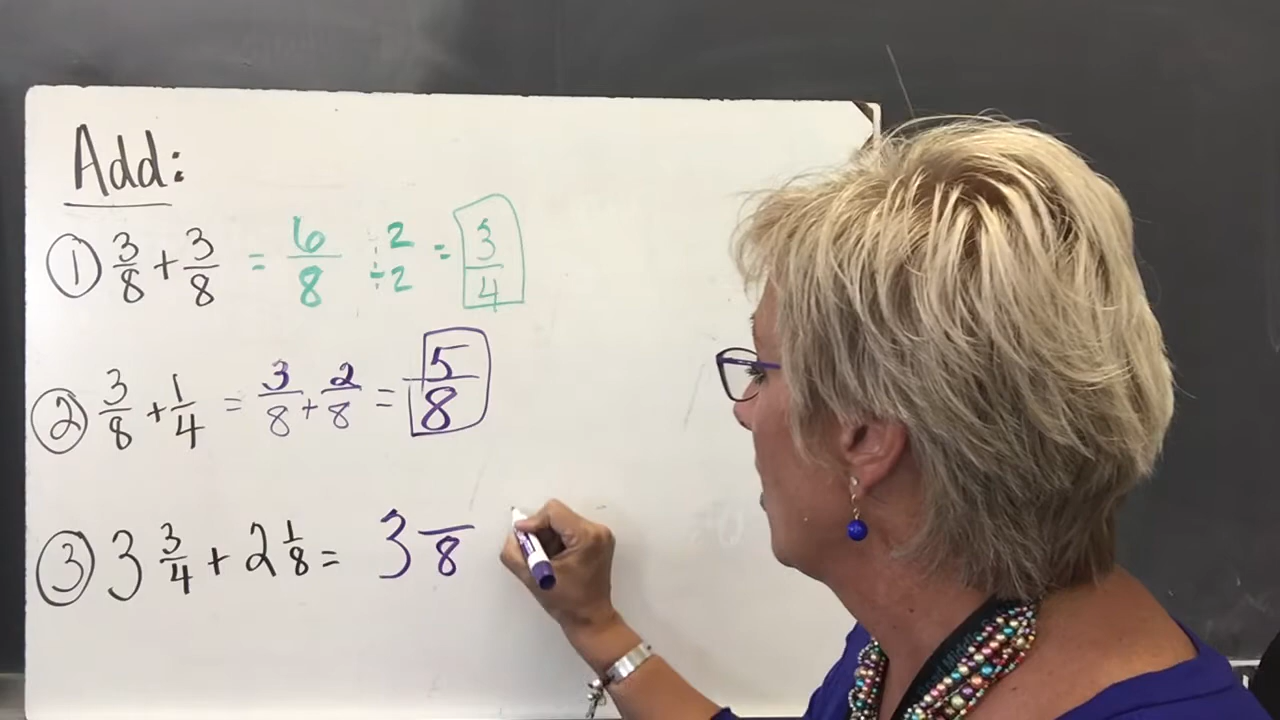 Add:
① 3/8 + 3/8 = 6/8 ÷2/÷2 = 3/4
② 3/8 + 1/4 = 3/8 + 2/8 = 5/8
③ 3 3/4 + 2 1/8 = 3 /8